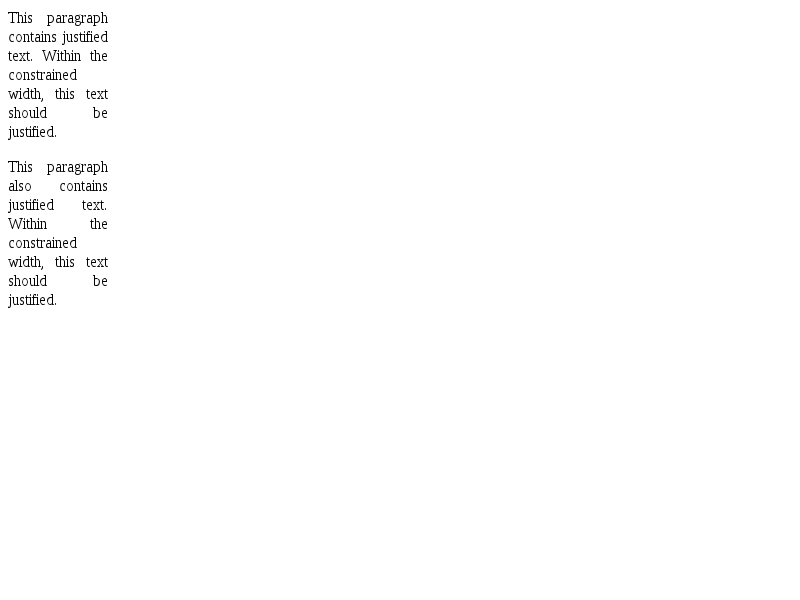 This paragraph
contains justified
text. Within the
constrained
width, this text
should be
justified.
This paragraph
also contains
justified text.
Within the
constrained
width, this text
should be
justified.